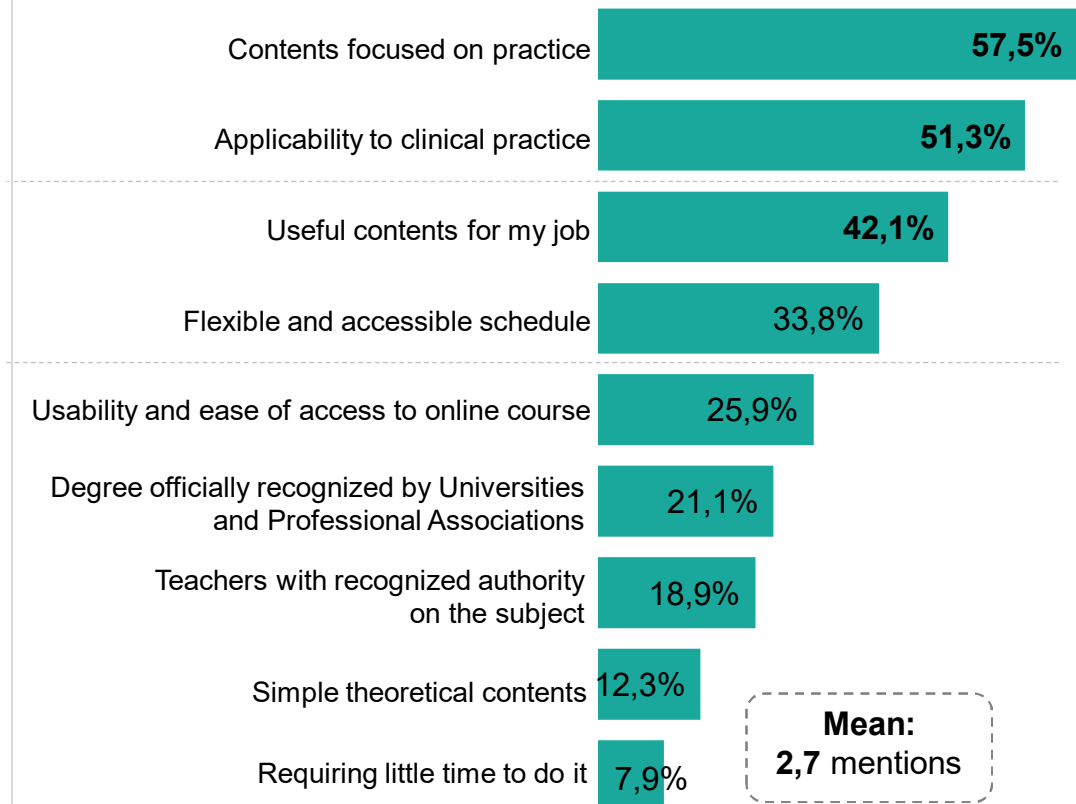 Contents focused on practice 57,5%
Applicability to clinical practice 51,3%
Useful contents for my job 42,1%
Flexible and accessible schedule 33,8%
Usability and ease of access to online course 25,9%
Degree officially recognized by Universities
and Professional Associations 21,1%
Teachers with recognized authority
on the subject 18,9%
Simple theoretical contents 12,3%
Requiring little time to do it 7,9%
Mean:
2,7 mentions